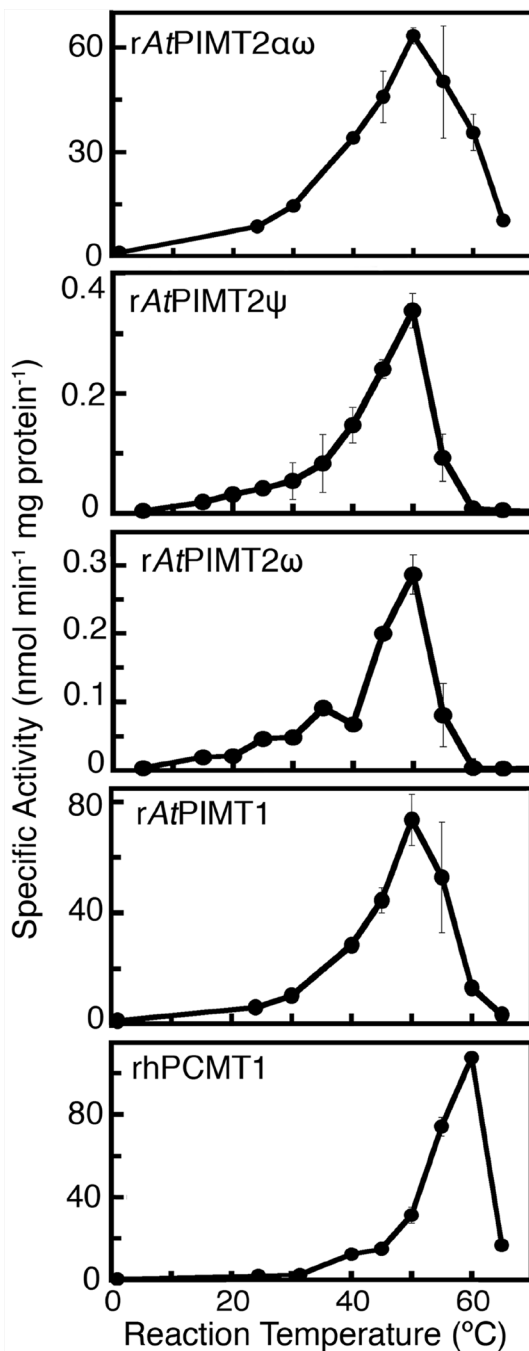 Specific Activity (nmol min⁻¹ mg protein⁻¹)
rAtPIMT2αω
60
30
0
rAtPIMT2ψ
0.4
0.2
0
rAtPIMT2ω
0.3
0.2
0.1
0
rAtPIMT1
80
40
0
rhPCMT1
80
40
0
0 20 40 60
Reaction Temperature (ºC)